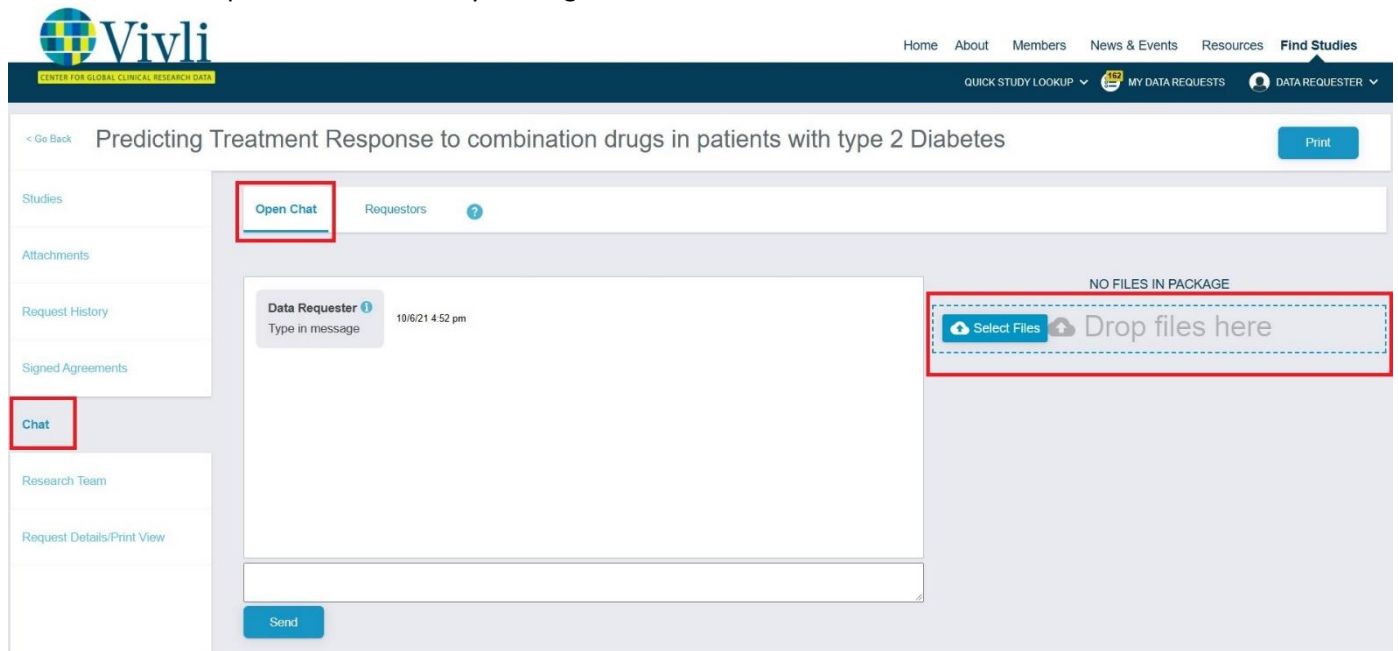 Vivli
CENTER FOR GLOBAL CLINICAL RESEARCH DATA
Home About Members News & Events Resources Find Studies
QUICK STUDY LOOKUP 162 MY DATA REQUESTS DATA REQUESTER
< Go Back Predicting Treatment Response to combination drugs in patients with type 2 Diabetes Print
Studies
Attachments
Request History
Signed Agreements
Chat
Research Team
Request Details/Print View
Open Chat Requestors ?
Data Requester i
Type in message
10/6/21 4:52 pm
Send
NO FILES IN PACKAGE
Select Files Drop files here